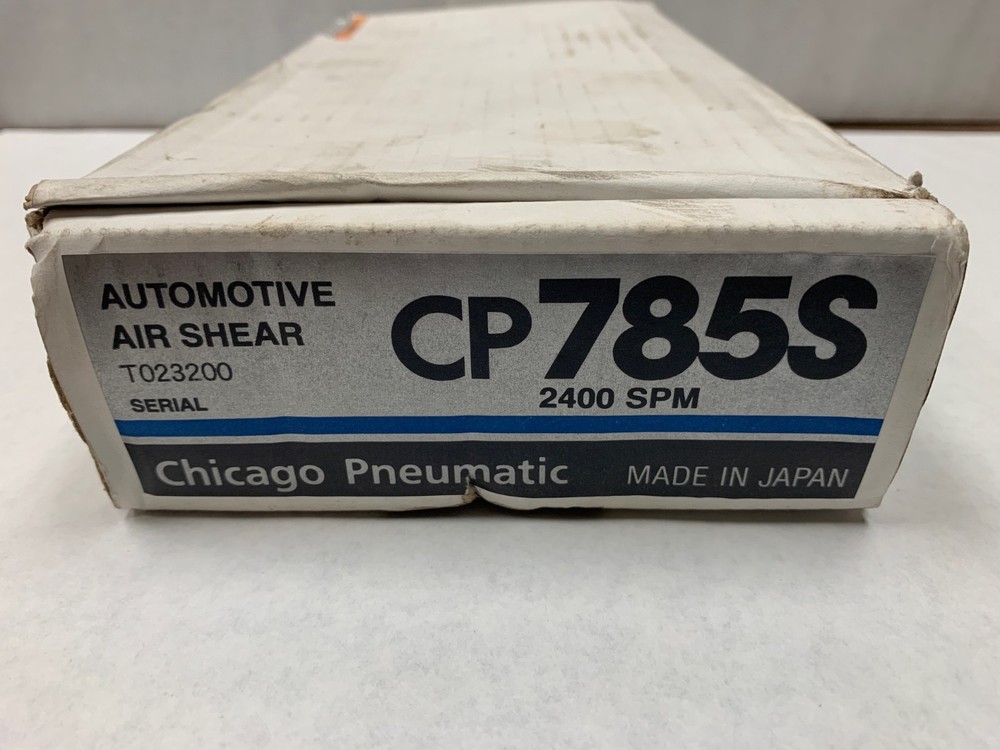 AUTOMOTIVE
AIR SHEAR
T023200
SERIAL
CP785S
2400 SPM
Chicago Pneumatic
MADE IN JAPAN